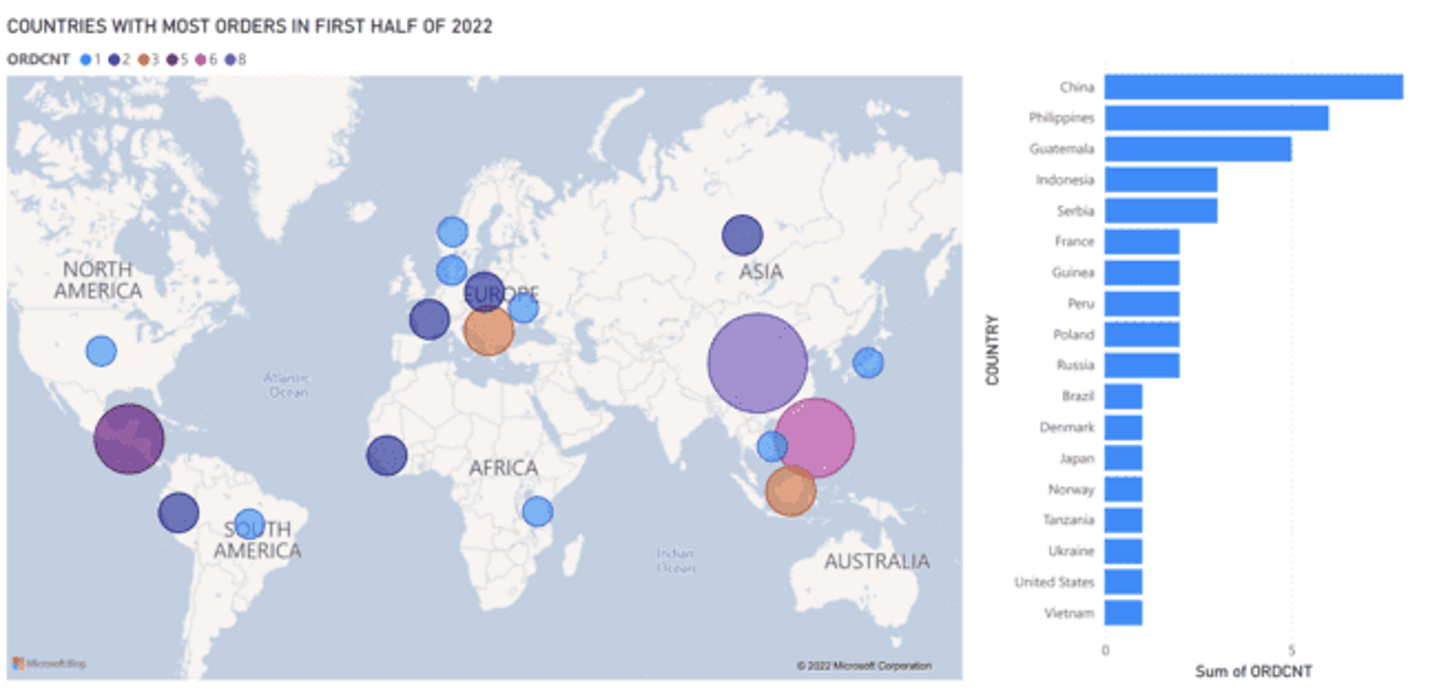 COUNTRIES WITH MOST ORDERS IN FIRST HALF OF 2022
ORDCNT 1 2 3 5 6 8
NORTH
AMERICA
Atlantic
Ocean
EUROPE
ASIA
AFRICA
SOUTH
AMERICA
Indian
Ocean
AUSTRALIA
Microsoft Bing
© 2022 Microsoft Corporation
COUNTRY
China
Philippines
Guatemala
Indonesia
Serbia
France
Guinea
Peru
Poland
Russia
Brazil
Denmark
Japan
Norway
Tanzania
Ukraine
United States
Vietnam
0 5
Sum of ORDCNT